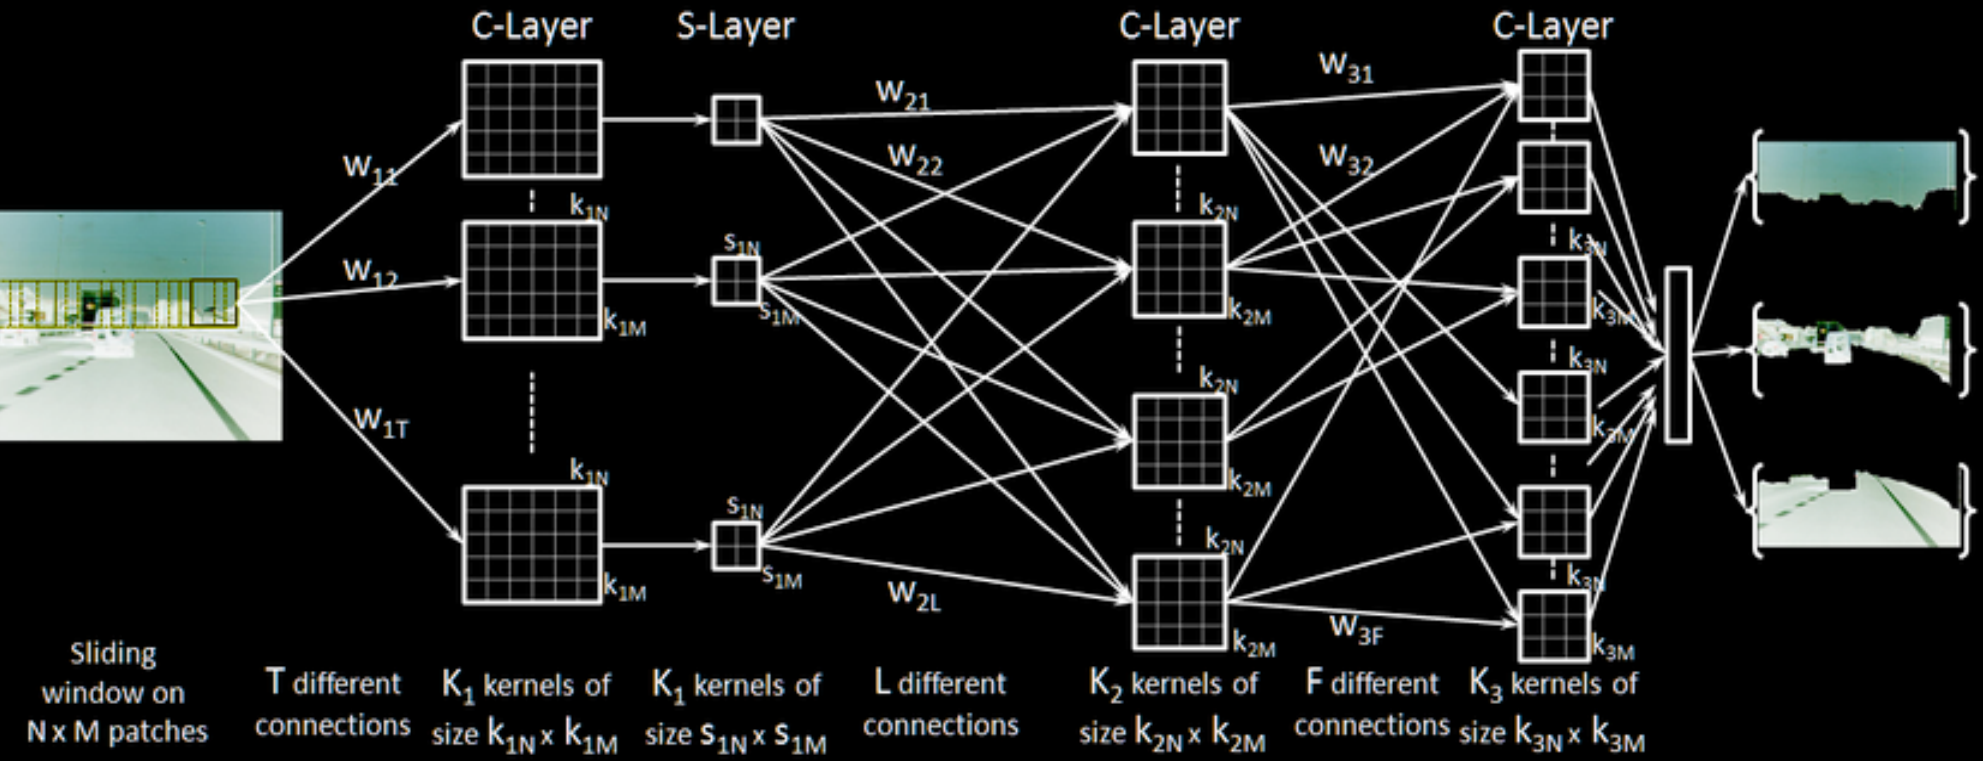 C-Layer
S-Layer
C-Layer
C-Layer
W11
W12
W1T
k1N
k1M
k1N
k1M
s1N
s1M
s1N
s1M
W21
W22
W2L
k2N
k2M
k2N
k2M
k2N
k2M
W31
W32
W3F
k3N
k3M
k3N
k3M
k3N
k3M
Sliding
window on
N x M patches
T different
connections
K1 kernels of
size k1N x k1M
K1 kernels of
size s1N x s1M
L different
connections
K2 kernels of
size k2N x k2M
F different
connections
K3 kernels of
size k3N x k3M